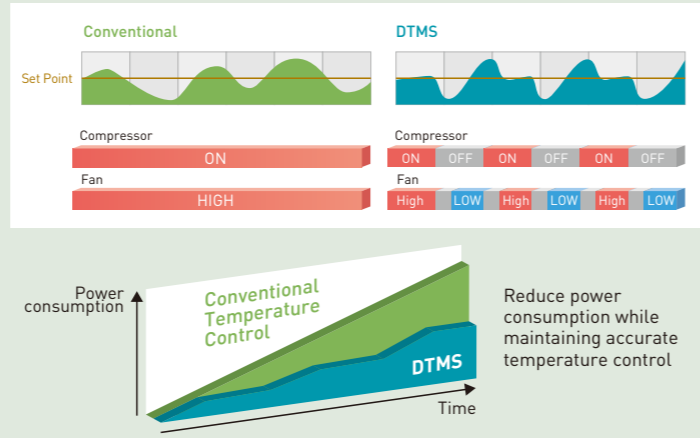 Conventional
DTMS
Set Point
Compressor
Compressor
ON
ON OFF ON OFF ON OFF
Fan
Fan
HIGH
High LOW High LOW High LOW
Power
consumption
Conventional
Temperature
Control
DTMS
Time
Reduce power
consumption while
maintaining accurate
temperature control